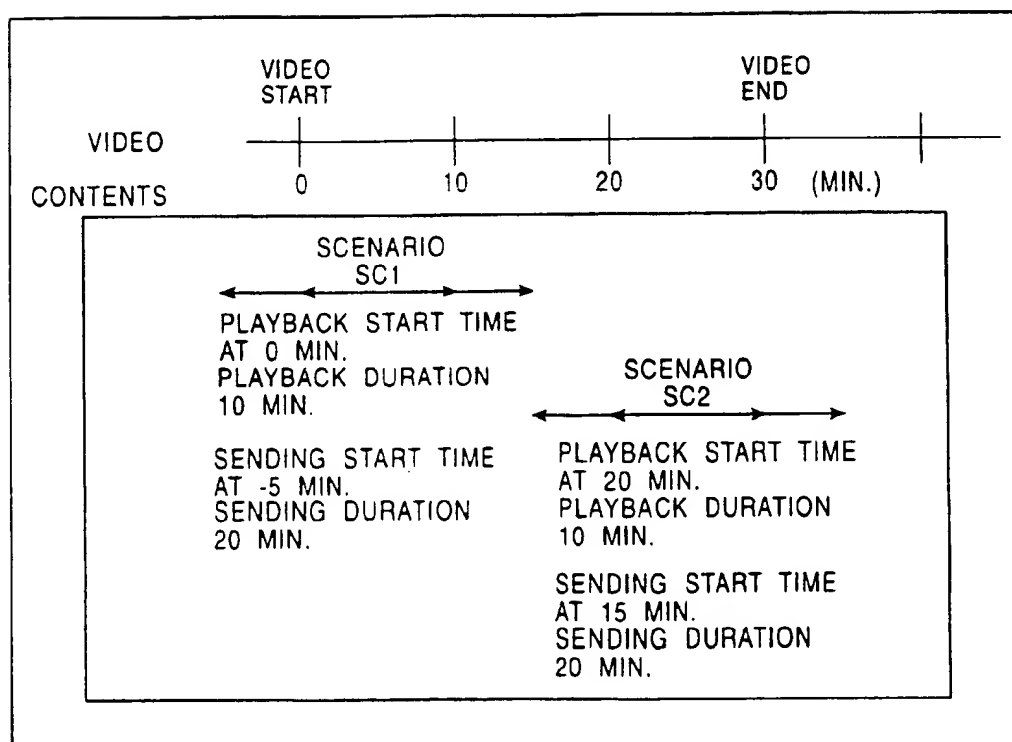 VIDEO
START
VIDEO
END
VIDEO
0 10 20 30 (MIN.)
CONTENTS
SCENARIO
SC1
PLAYBACK START TIME
AT 0 MIN.
PLAYBACK DURATION
10 MIN.
SENDING START TIME
AT -5 MIN.
SENDING DURATION
20 MIN.
SCENARIO
SC2
PLAYBACK START TIME
AT 20 MIN.
PLAYBACK DURATION
10 MIN.
SENDING START TIME
AT 15 MIN.
SENDING DURATION
20 MIN.